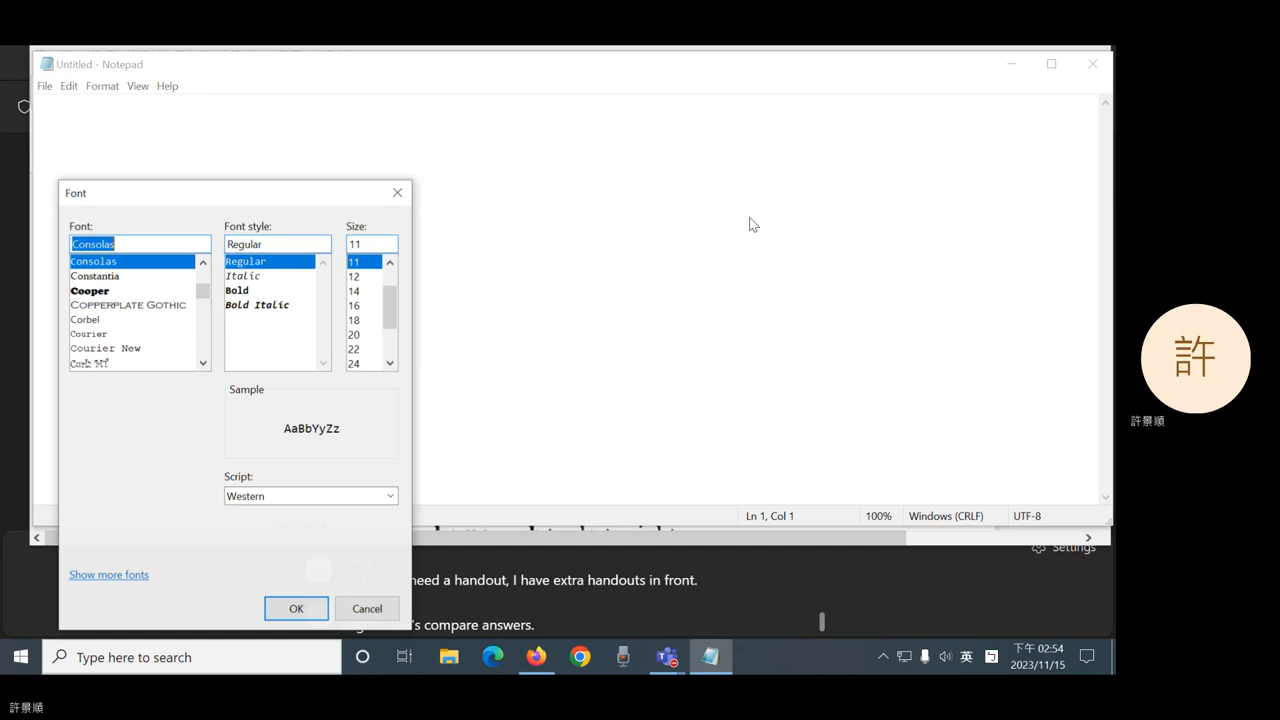 Untitled - Notepad
File Edit Format View Help
Font
Font: Font style: Size:
Consolas Regular 11
Consolas Regular 11
Constantia Italic 12
Cooper Bold 14
COPPERPLATE GOTHIC Bold Italic 16
Corbel 18
Courier 20
Courier New 22
Curlz MT 24
Sample
AaBbYyZz
Script:
Western
Show more fonts
OK Cancel
Ln 1, Col 1 100% Windows (CRLF) UTF-8
Settings
need a handout, I have extra handouts in front.
's compare answers.
Type here to search
英
下午 02:54
2023/11/15
許
許景順
許景順